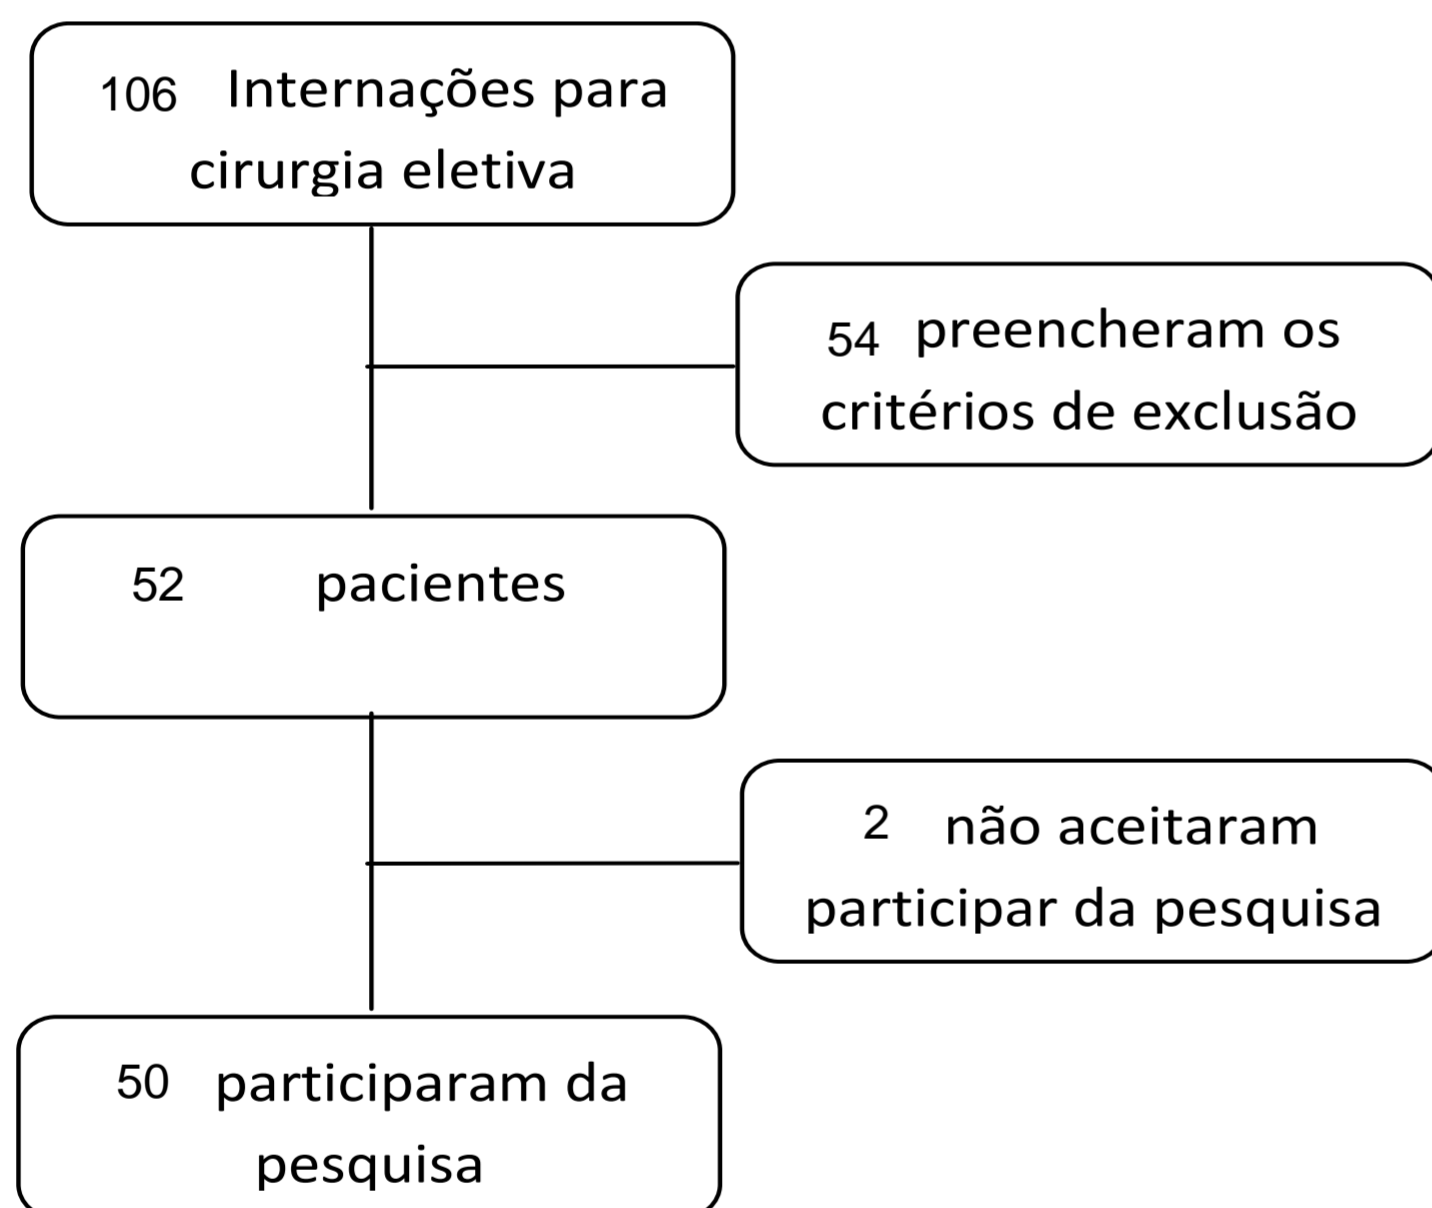 106 Internações para
cirurgia eletiva
54 preencheram os
critérios de exclusão
52 pacientes
2 não aceitaram
participar da pesquisa
50 participaram da
pesquisa